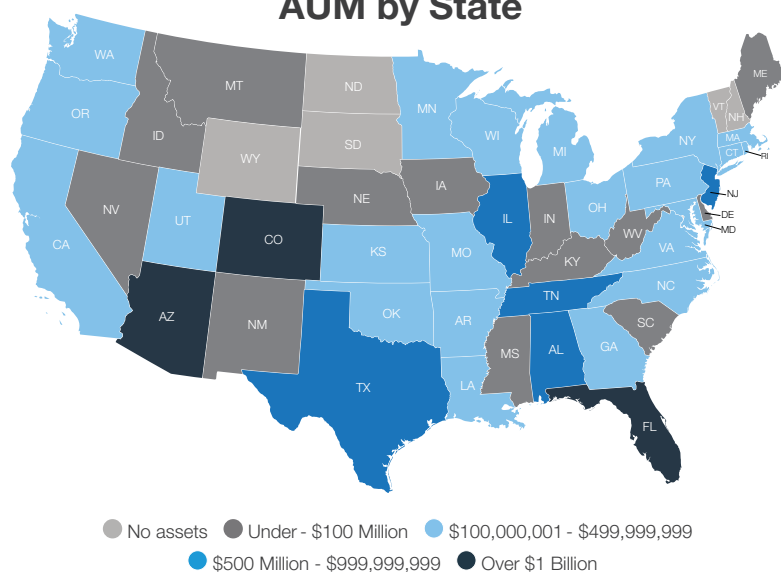 AUM by State
WA
OR
CA
ID
NV
MT
WY
UT
CO
AZ
NM
ND
SD
NE
KS
OK
TX
MN
IA
MO
AR
LA
WI
IL
MI
IN
OH
KY
TN
MS
AL
GA
FL
SC
NC
VA
WV
PA
NY
VT
NH
ME
MA
CT
RI
NJ
DE
MD
No assets
Under - $100 Million
$100,000,001 - $499,999,999
$500 Million - $999,999,999
Over $1 Billion